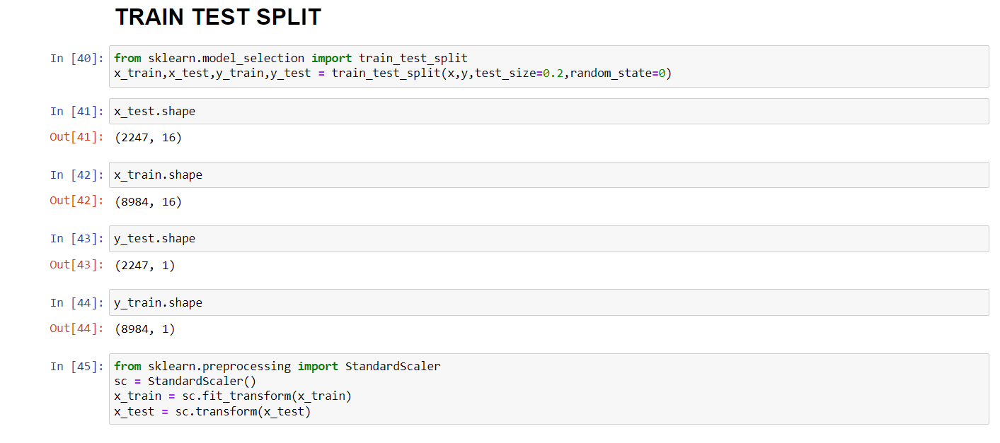 TRAIN TEST SPLIT
In [40]: from sklearn.model_selection import train_test_split
x_train,x_test,y_train,y_test = train_test_split(x,y,test_size=0.2,random_state=0)
In [41]: x_test.shape
Out[41]: (2247, 16)
In [42]: x_train.shape
Out[42]: (8984, 16)
In [43]: y_test.shape
Out[43]: (2247, 1)
In [44]: y_train.shape
Out[44]: (8984, 1)
In [45]: from sklearn.preprocessing import StandardScaler
sc = StandardScaler()
x_train = sc.fit_transform(x_train)
x_test = sc.transform(x_test)